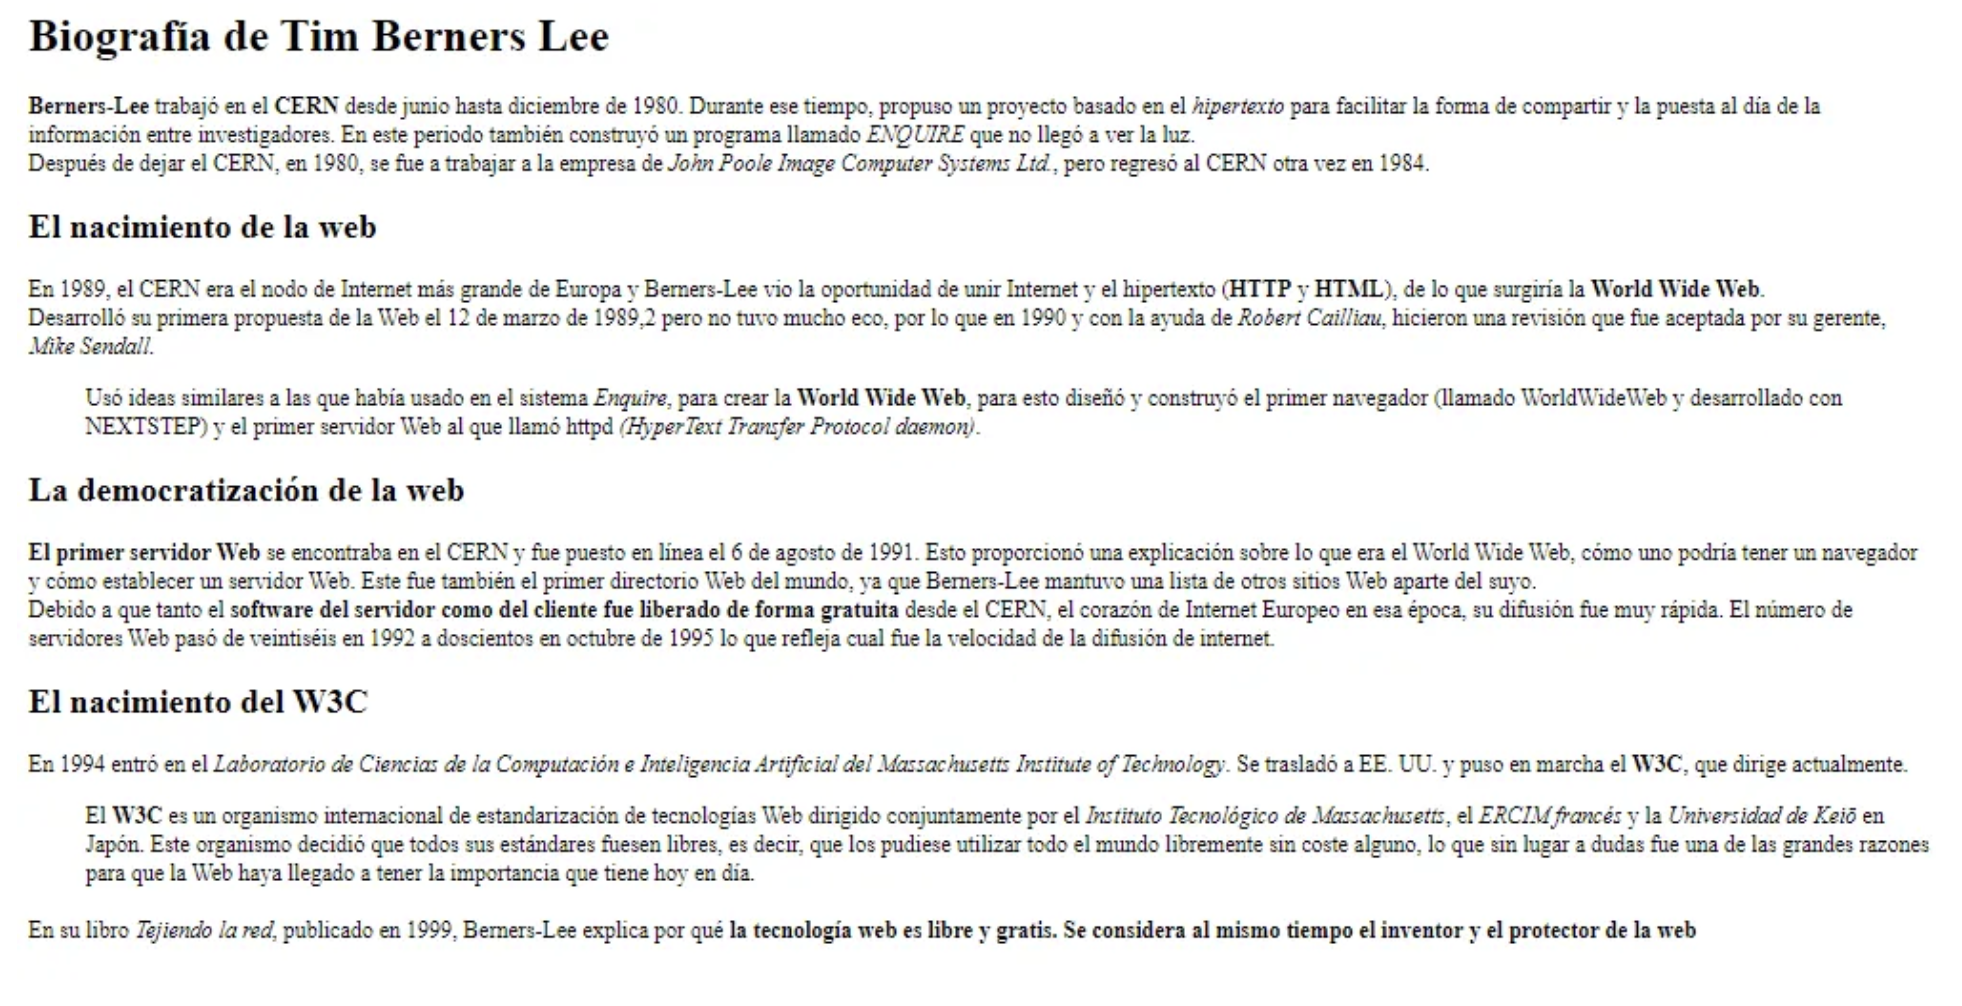 Biografía de Tim Berners Lee
Berners-Lee trabajó en el CERN desde junio hasta diciembre de 1980. Durante ese tiempo, propuso un proyecto basado en el hipertexto para facilitar la forma de compartir y la puesta al día de la
información entre investigadores. En este periodo también construyó un programa llamado ENQUIRE que no llegó a ver la luz.
Después de dejar el CERN, en 1980, se fue a trabajar a la empresa de John Poole Image Computer Systems Ltd., pero regresó al CERN otra vez en 1984.
El nacimiento de la web
En 1989, el CERN era el nodo de Internet más grande de Europa y Berners-Lee vio la oportunidad de unir Internet y el hipertexto (HTTP y HTML), de lo que surgiría la World Wide Web.
Desarrolló su primera propuesta de la Web el 12 de marzo de 1989,2 pero no tuvo mucho eco, por lo que en 1990 y con la ayuda de Robert Cailliau, hicieron una revisión que fue aceptada por su gerente,
Mike Sendall.
Usó ideas similares a las que había usado en el sistema Enquire, para crear la World Wide Web, para esto diseñó y construyó el primer navegador (llamado WorldWideWeb y desarrollado con
NEXTSTEP) y el primer servidor Web al que llamó httpd (HyperText Transfer Protocol daemon).
La democratización de la web
El primer servidor Web se encontraba en el CERN y fue puesto en línea el 6 de agosto de 1991. Esto proporcionó una explicación sobre lo que era el World Wide Web, cómo uno podría tener un navegador
y cómo establecer un servidor Web. Este fue también el primer directorio Web del mundo, ya que Berners-Lee mantuvo una lista de otros sitios Web aparte del suyo.
Debido a que tanto el software del servidor como del cliente fue liberado de forma gratuita desde el CERN, el corazón de Internet Europeo en esa época, su difusión fue muy rápida. El número de
servidores Web pasó de veintiséis en 1992 a doscientos en octubre de 1995 lo que refleja cual fue la velocidad de la difusión de internet.
El nacimiento del W3C
En 1994 entró en el Laboratorio de Ciencias de la Computación e Inteligencia Artificial del Massachusetts Institute of Technology. Se trasladó a EE. UU. y puso en marcha el W3C, que dirige actualmente.
El W3C es un organismo internacional de estandarización de tecnologías Web dirigido conjuntamente por el Instituto Tecnológico de Massachusetts, el ERCIM francés y la Universidad de Keiō en
Japón. Este organismo decidió que todos sus estándares fuesen libres, es decir, que los pudiese utilizar todo el mundo libremente sin coste alguno, lo que sin lugar a dudas fue una de las grandes razones
para que la Web haya llegado a tener la importancia que tiene hoy en día.
En su libro Tejiendo la red, publicado en 1999, Berners-Lee explica por qué la tecnología web es libre y gratis. Se considera al mismo tiempo el inventor y el protector de la web